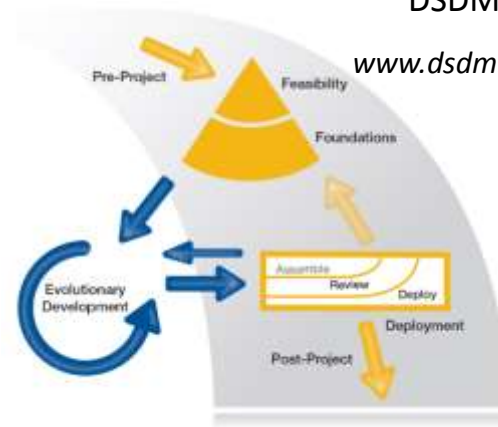 DSDM
www.dsdm
Pre-Project
Feasibility
Foundations
Evolutionary
Development
Assemble
Review
Deploy
Deployment
Post-Project